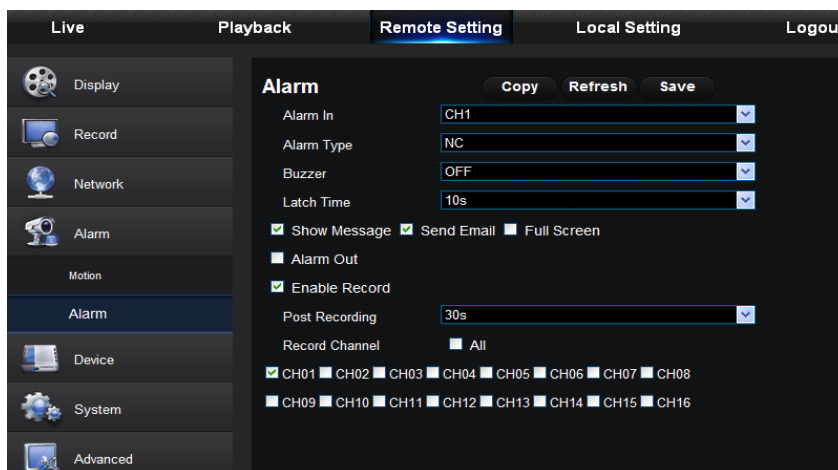 Live Playback Remote Setting Local Setting Logou
Display
Record
Network
Alarm
Motion
Alarm
Device
System
Advanced
Alarm Copy Refresh Save
Alarm In CH1
Alarm Type NC
Buzzer OFF
Latch Time 10s
Show Message Send Email Full Screen
Alarm Out
Enable Record
Post Recording 30s
Record Channel All
CH01 CH02 CH03 CH04 CH05 CH06 CH07 CH08
CH09 CH10 CH11 CH12 CH13 CH14 CH15 CH16